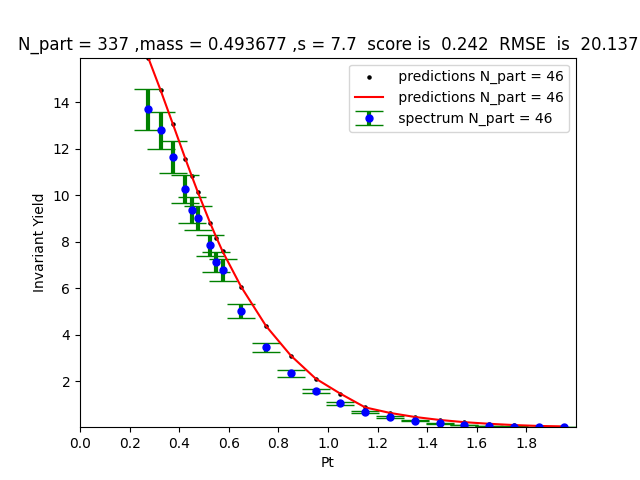 N_part = 337 ,mass = 0.493677 ,s = 7.7  score is  0.242  RMSE  is  20.137
predictions N_part = 46
predictions N_part = 46
spectrum N_part = 46
Invariant Yield
14
12
10
8
6
4
2
0.0 0.2 0.4 0.6 0.8 1.0 1.2 1.4 1.6 1.8
Pt